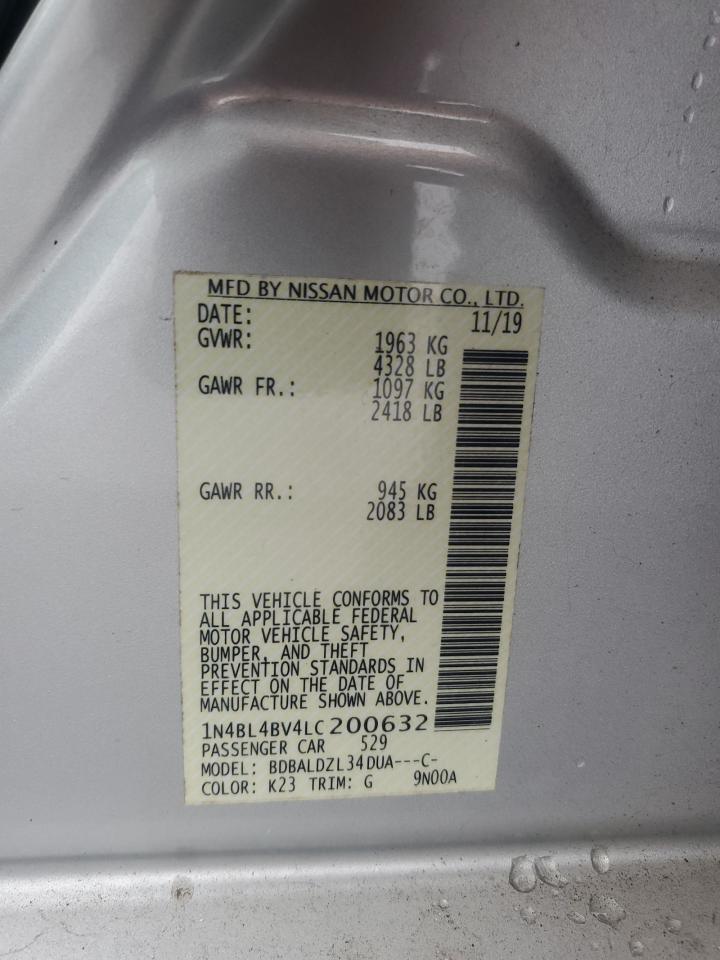 MFD BY NISSAN MOTOR CO., LTD.
DATE: 11/19
GVWR: 1963 KG
4328 LB
GAWR FR.: 1097 KG
2418 LB
GAWR RR.: 945 KG
2083 LB
THIS VEHICLE CONFORMS TO
ALL APPLICABLE FEDERAL
MOTOR VEHICLE SAFETY,
BUMPER, AND THEFT
PREVENTION STANDARDS IN
EFFECT ON THE DATE OF
MANUFACTURE SHOWN ABOVE.
1N4BL4BV4LC200632
PASSENGER CAR 529
MODEL: BDBALDZL34DUA---C-
COLOR: K23 TRIM: G 9N00A